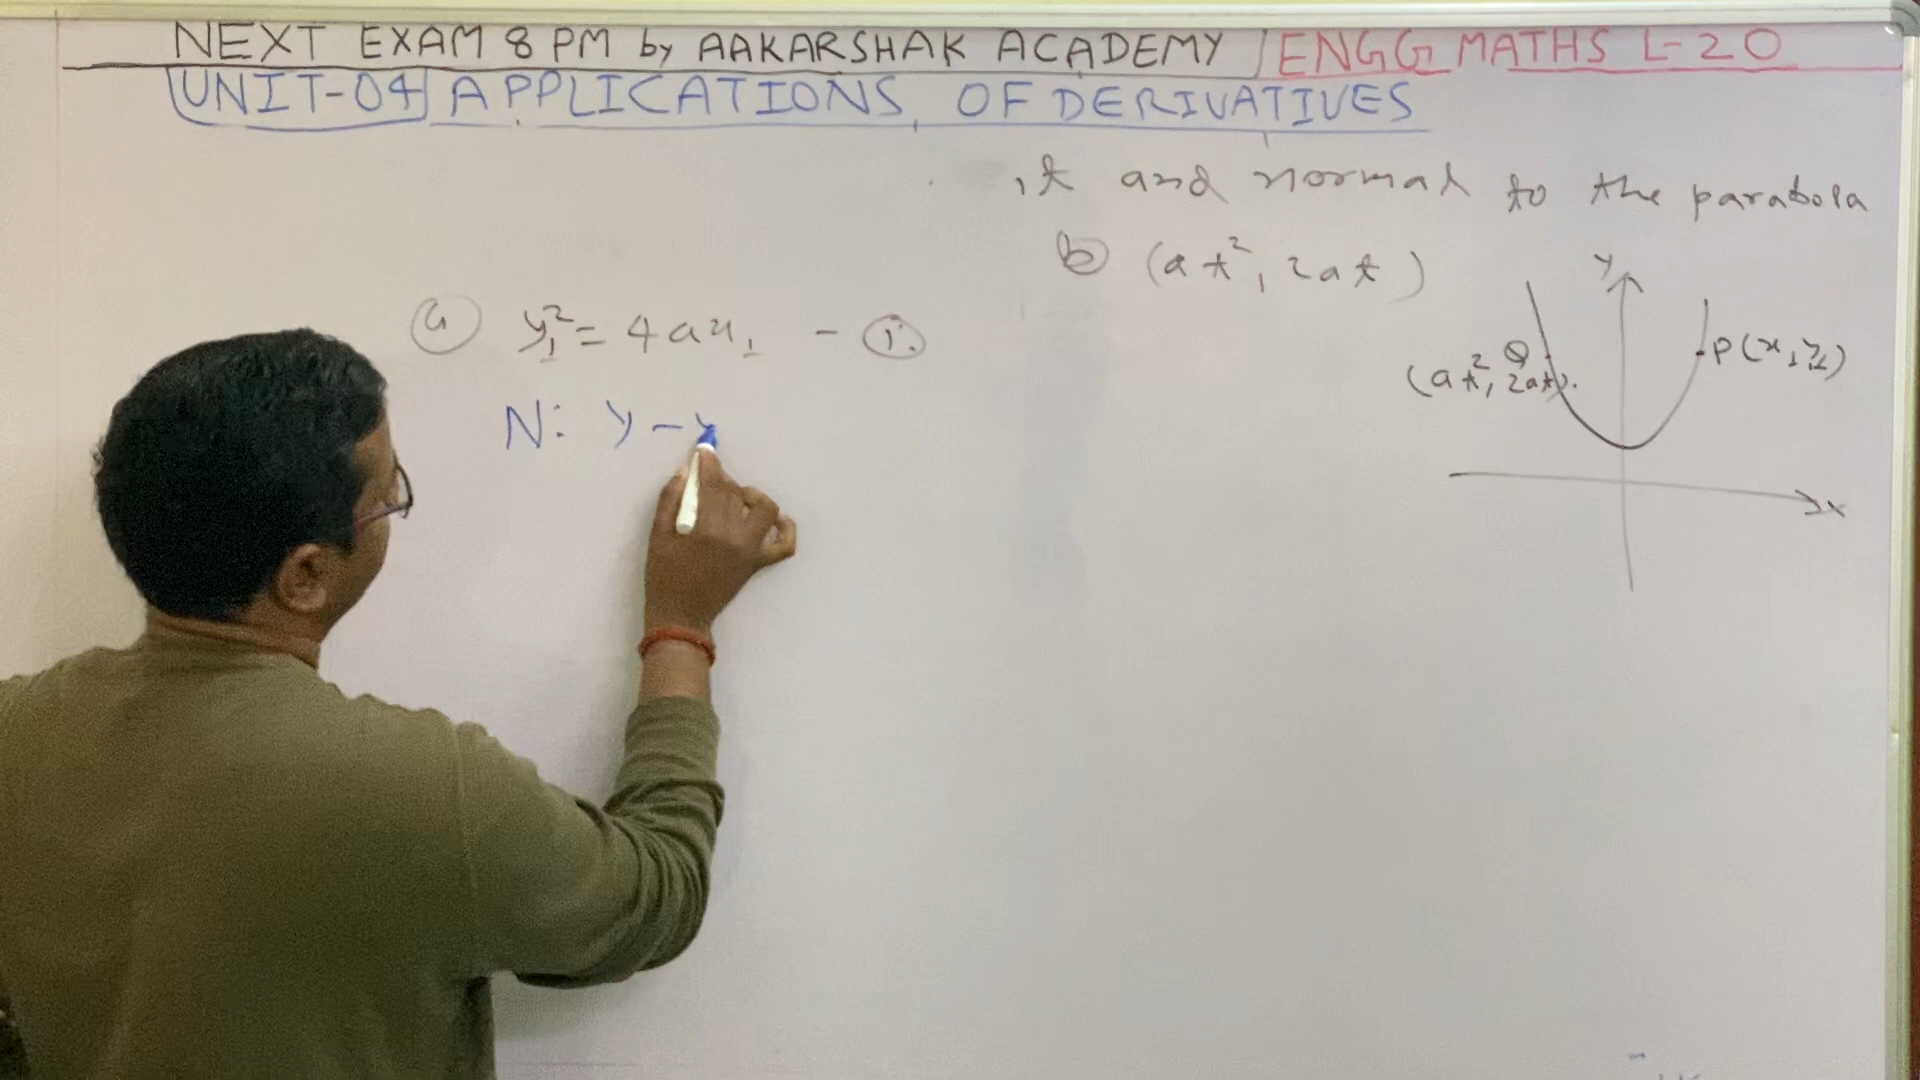 NEXT EXAM 8 PM by AAKARSHAK ACADEMY ENGG MATHS L-20
UNIT-04 APPLICATIONS OF DERIVATIVES
and normal to the parabola
(b) (at², 2at)
(a) y₁² = 4ax₁ - (i)
N: y -
y
Q
(at², 2at)
P(x₁, y₁)
x